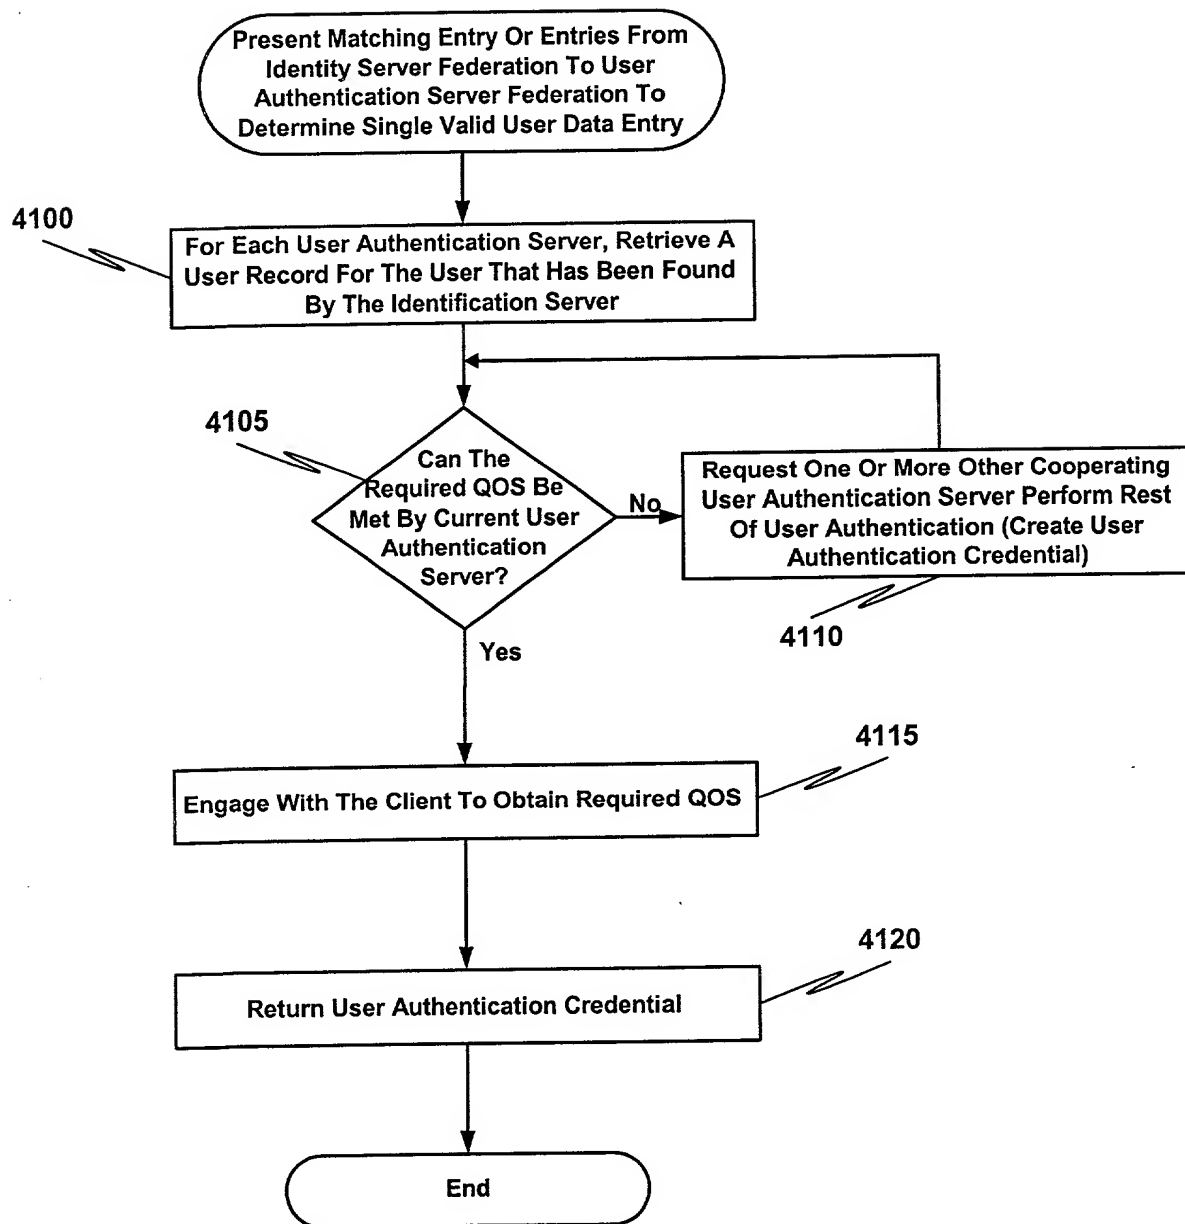 Present Matching Entry Or Entries From
Identity Server Federation To User
Authentication Server Federation To
Determine Single Valid User Data Entry
4100
For Each User Authentication Server, Retrieve A
User Record For The User That Has Been Found
By The Identification Server
4105
Can The
Required QOS Be
Met By Current User
Authentication
Server?
No
Request One Or More Other Cooperating
User Authentication Server Perform Rest
Of User Authentication (Create User
Authentication Credential)
4110
Yes
4115
Engage With The Client To Obtain Required QOS
4120
Return User Authentication Credential
End